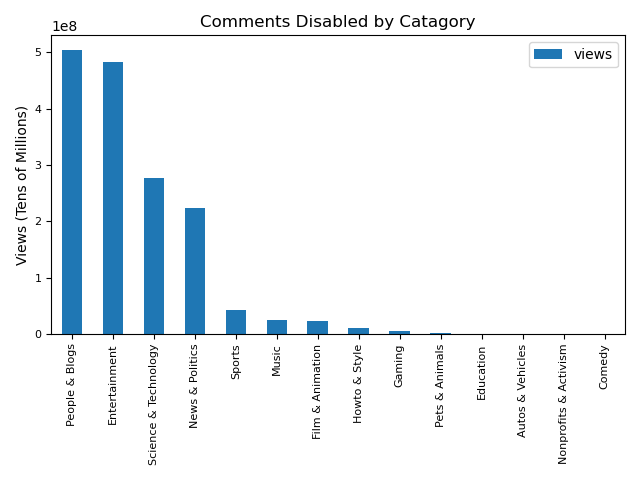 Comments Disabled by Catagory
1e8
views
Views (Tens of Millions)
5
4
3
2
1
0
People & Blogs
Entertainment
Science & Technology
News & Politics
Sports
Music
Film & Animation
Howto & Style
Gaming
Pets & Animals
Education
Autos & Vehicles
Nonprofits & Activism
Comedy